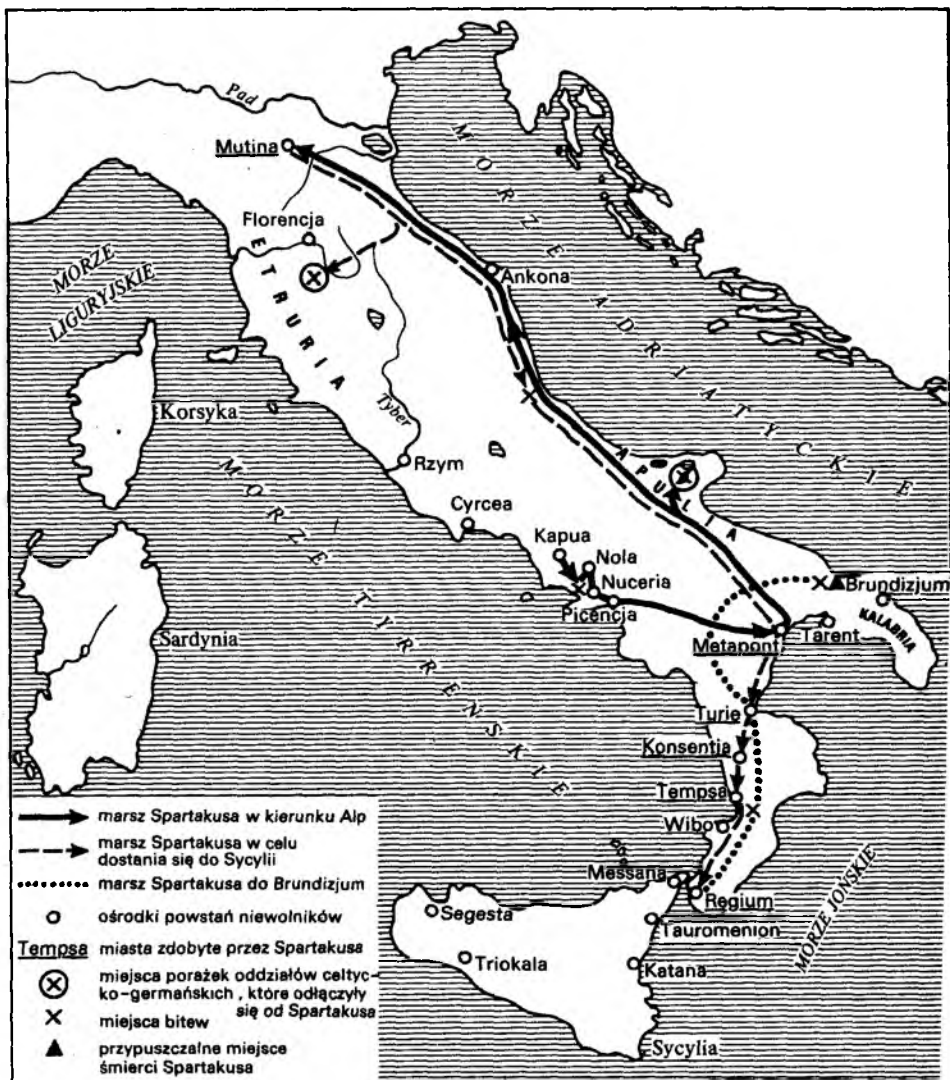 Pad
Mutina
MORZE ADRIATYCKIE
Florencja
ETRURIA
MORZE
LIGURYJSKIE
Ankona
Korsyka
Tyber
Rzym
APULIA
MORZE TYRREŃSKIE
Cyrcea
Kapua
Nola
Nuceria
Picencja
Brundizjum
KALABRIA
Sardynia
Metapont
Tarent
Turie
Konsentia
Tempsa
Wibo
Messana
Regium
MORZE JOŃSKIE
Segesta
Tauromenion
Triokala
Katana
Sycylia
marsz Spartakusa w kierunku Alp
marsz Spartakusa w celu
dostania się do Sycylii
marsz Spartakusa do Brundizjum
ośrodki powstań niewolników
Tempsa miasta zdobyte przez Spartakusa
miejsca porażek oddziałów celtyc-
ko-germańskich, które odłączyły
się od Spartakusa
miejsca bitew
przypuszczalne miejsce
śmierci Spartakusa